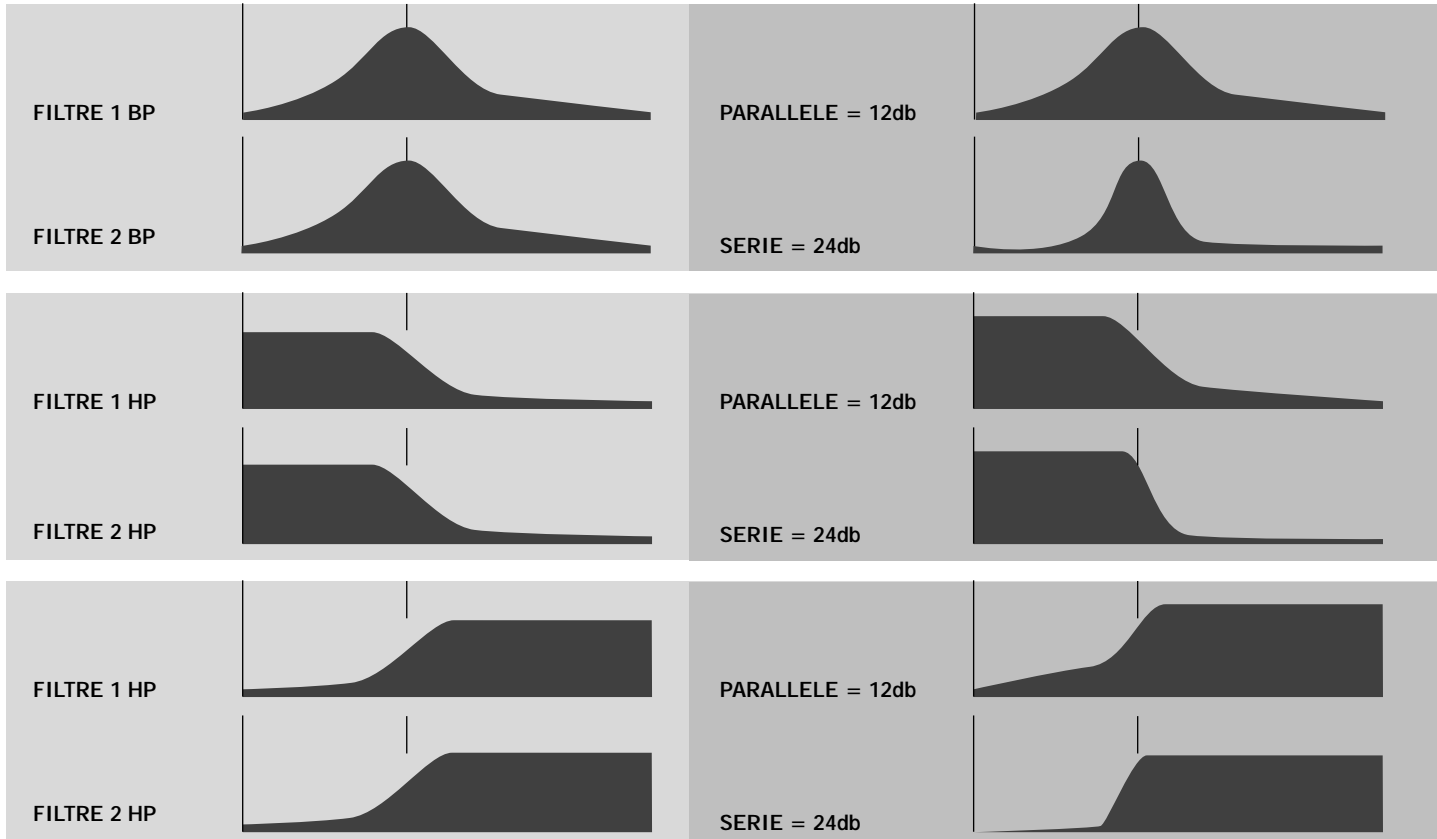 FILTRE 1 BP
PARALLELE = 12db
FILTRE 2 BP
SERIE = 24db
FILTRE 1 HP
PARALLELE = 12db
FILTRE 2 HP
SERIE = 24db
FILTRE 1 HP
PARALLELE = 12db
FILTRE 2 HP
SERIE = 24db